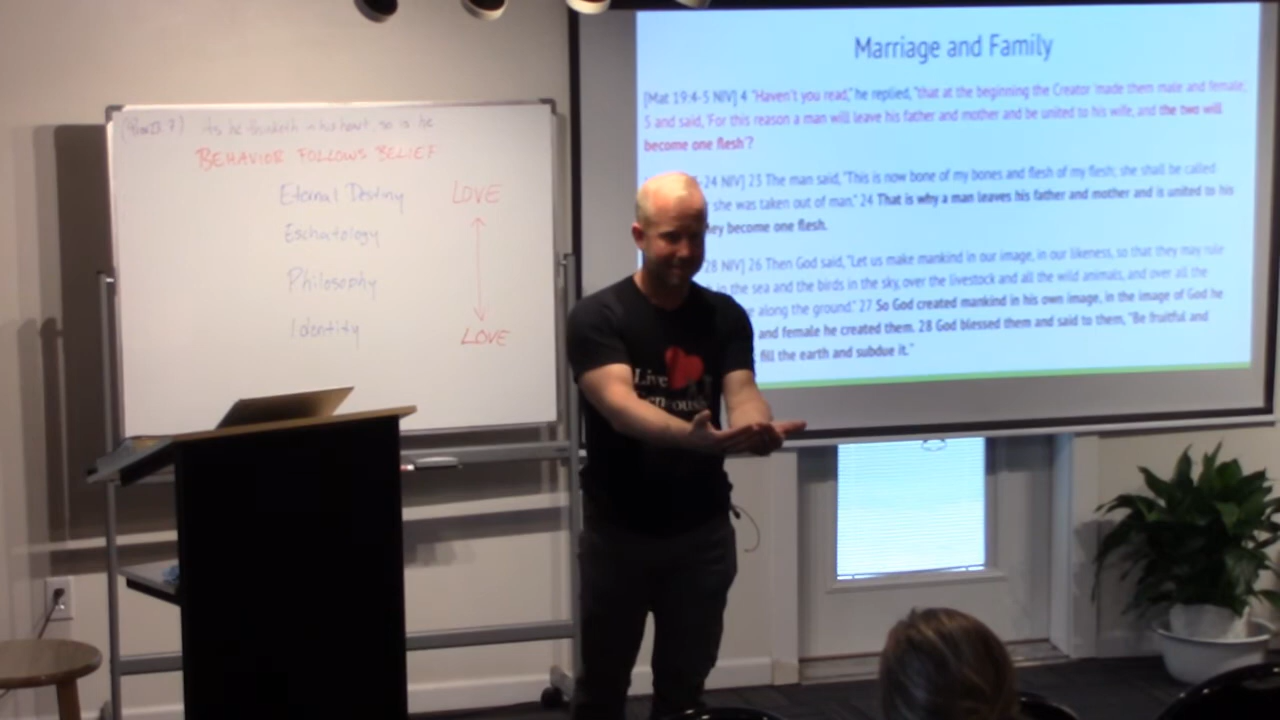 As he thinketh in his heart, so is he
BEHAVIOR FOLLOWS BELIEF
Eternal Destiny LOVE
Eschatology
Philosophy
Identity LOVE
Live
Marriage and Family
[Mat 19:4-5 NIV] 4 "Haven't you read," he replied, "that at the beginning the Creator 'made them male and female,'
5 and said, 'For this reason a man will leave his father and mother and be united to his wife, and the two will
become one flesh'?
24 NIV] 23 The man said, "This is now bone of my bones and flesh of my flesh; she shall be called
she was taken out of man." 24 That is why a man leaves his father and mother and is united to his
they become one flesh.
28 NIV] 26 Then God said, "Let us make mankind in our image, in our likeness, so that they may rule
in the sea and the birds in the sky, over the livestock and all the wild animals, and over all the
along the ground." 27 So God created mankind in his own image, in the image of God he
and female he created them. 28 God blessed them and said to them, "Be fruitful and
fill the earth and subdue it."